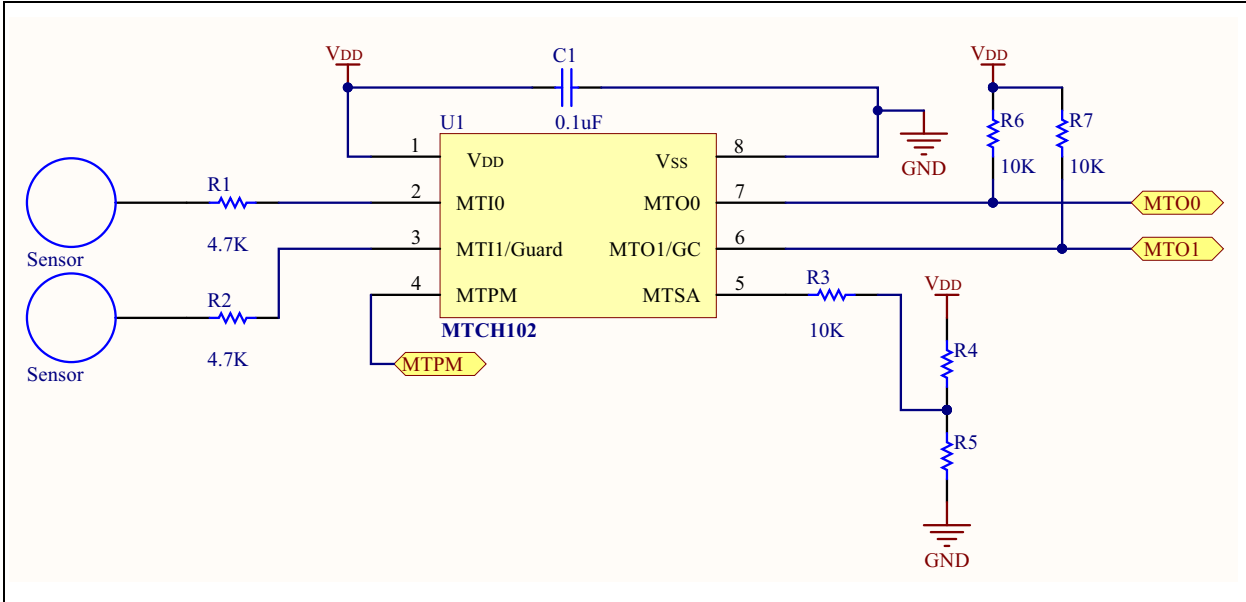 VDD
C1
0.1uF
VDD
R6
10K
R7
10K
GND
U1
1
VDD
VSS
8
2
MTI0
MTO0
7
MTO0
3
MTI1/Guard
MTO1/GC
6
MTO1
4
MTPM
MTSA
5
MTCH102
R1
4.7K
Sensor
R2
4.7K
Sensor
MTPM
R3
10K
VDD
R4
R5
GND